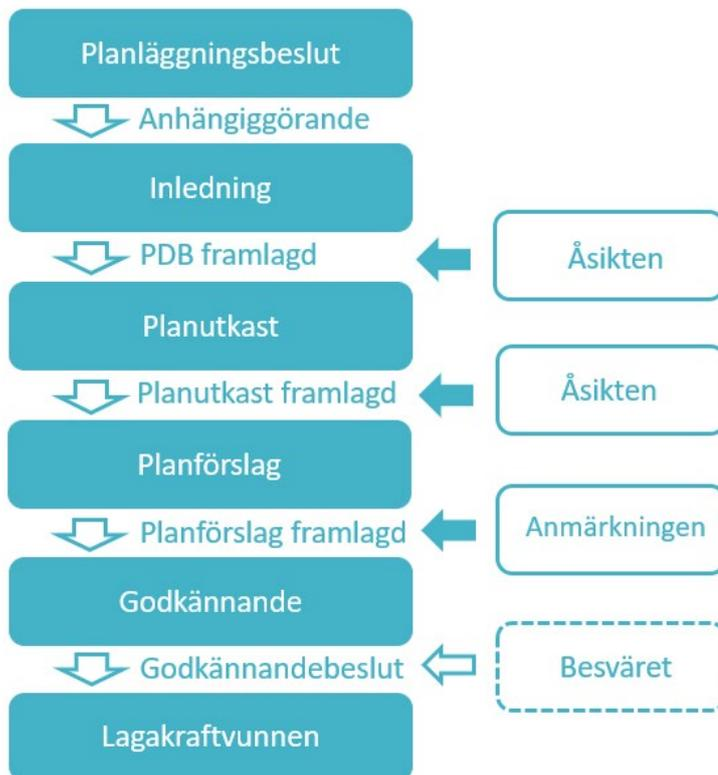 Planläggningsbeslut
Anhängiggörande
Inledning
PDB framlagd
Åsikten
Planutkast
Planutkast framlagd
Åsikten
Planförslag
Planförslag framlagd
Anmärkningen
Godkännande
Godkännandebeslut
Besväret
Lagakraftvunnen